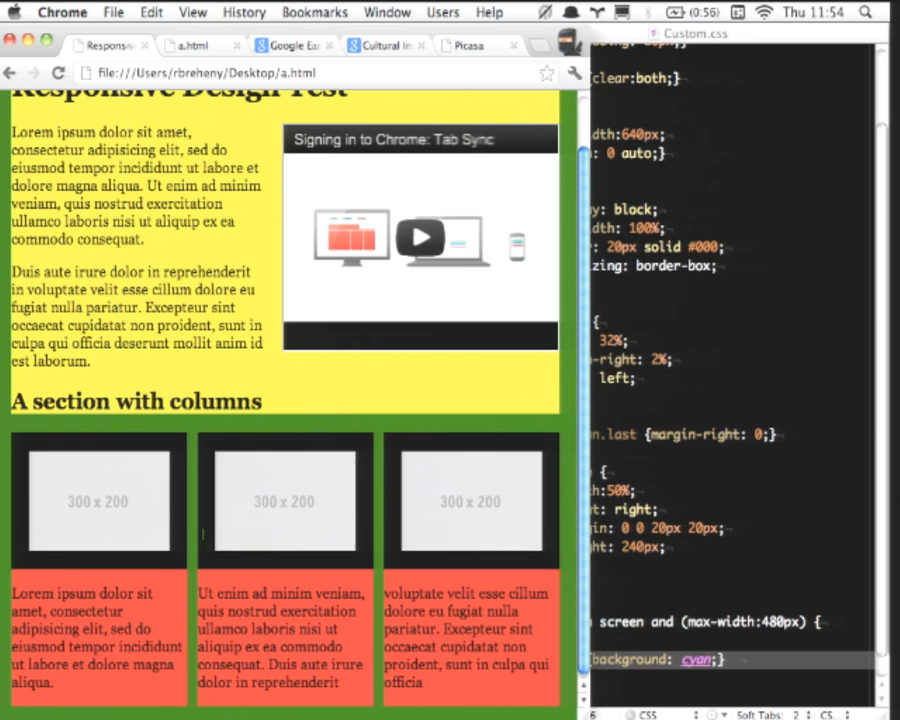 Chrome File Edit View History Bookmarks Window Users Help (0:56) Thu 11:54
Responsiv a.html Google Ear Cultural In Picasa
Custom.css
file:///Users/rbreheny/Desktop/a.html
Responsive Design Test
Lorem ipsum dolor sit amet,
consectetur adipisicing elit, sed do
eiusmod tempor incididunt ut labore et
dolore magna aliqua. Ut enim ad minim
veniam, quis nostrud exercitation
ullamco laboris nisi ut aliquip ex ea
commodo consequat.
Duis aute irure dolor in reprehenderit
in voluptate velit esse cillum dolore eu
fugiat nulla pariatur. Excepteur sint
occaecat cupidatat non proident, sunt in
culpa qui officia deserunt mollit anim id
est laborum.
Signing in to Chrome: Tab Sync
A section with columns
300 x 200
Lorem ipsum dolor sit
amet, consectetur
adipisicing elit, sed do
eiusmod tempor incididunt
ut labore et dolore magna
aliqua.
300 x 200
Ut enim ad minim veniam,
quis nostrud exercitation
ullamco laboris nisi ut
aliquip ex ea commodo
consequat. Duis aute irure
dolor in reprehenderit
300 x 200
voluptate velit esse cillum
dolore eu fugiat nulla
pariatur. Excepteur sint
occaecat cupidatat non
proident, sunt in culpa qui
officia
{clear:both;}
dth:640px;
: 0 auto;}
y: block;
dth: 100%;
: 20px solid #000;
zing: border-box;
{
32%;
-right: 2%;
left;
n.last {margin-right: 0;}
{
h:50%;
t: right;
in: 0 0 20px 20px;
ht: 240px;
screen and (max-width:480px) {
{background: cyan;}
6 CSS Soft Tabs: 2 CS...